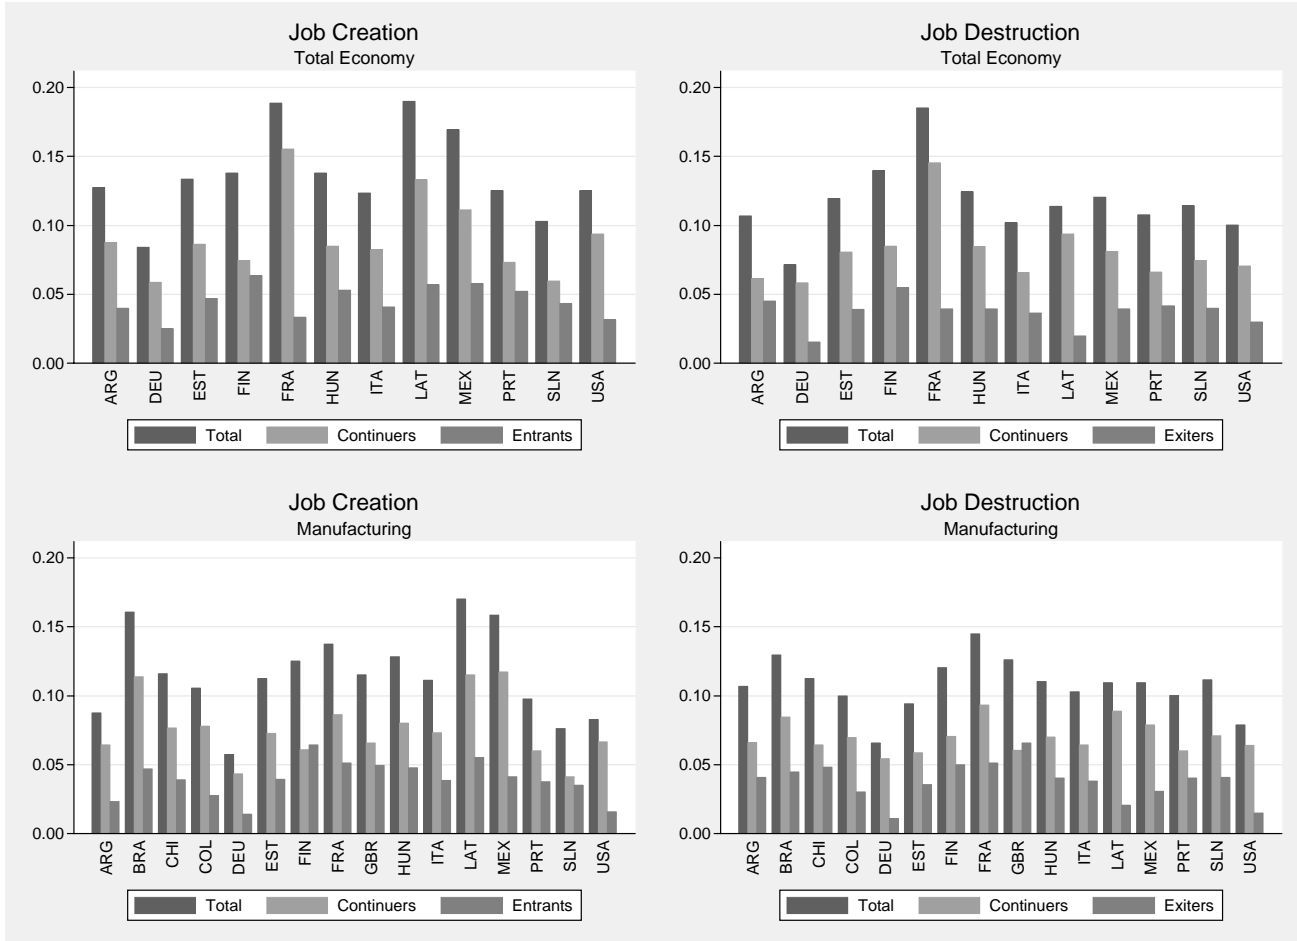 Job Creation
Total Economy
0.20
0.15
0.10
0.05
0.00
ARG DEU EST FIN FRA HUN ITA LAT MEX PRT SLN USA
Total Continuers Entrants
Job Destruction
Total Economy
0.20
0.15
0.10
0.05
0.00
ARG DEU EST FIN FRA HUN ITA LAT MEX PRT SLN USA
Total Continuers Exiters
Job Creation
Manufacturing
0.20
0.15
0.10
0.05
0.00
ARG BRA CHI COL DEU EST FIN FRA GBR HUN ITA LAT MEX PRT SLN USA
Total Continuers Entrants
Job Destruction
Manufacturing
0.20
0.15
0.10
0.05
0.00
ARG BRA CHI COL DEU EST FIN FRA GBR HUN ITA LAT MEX PRT SLN USA
Total Continuers Exiters